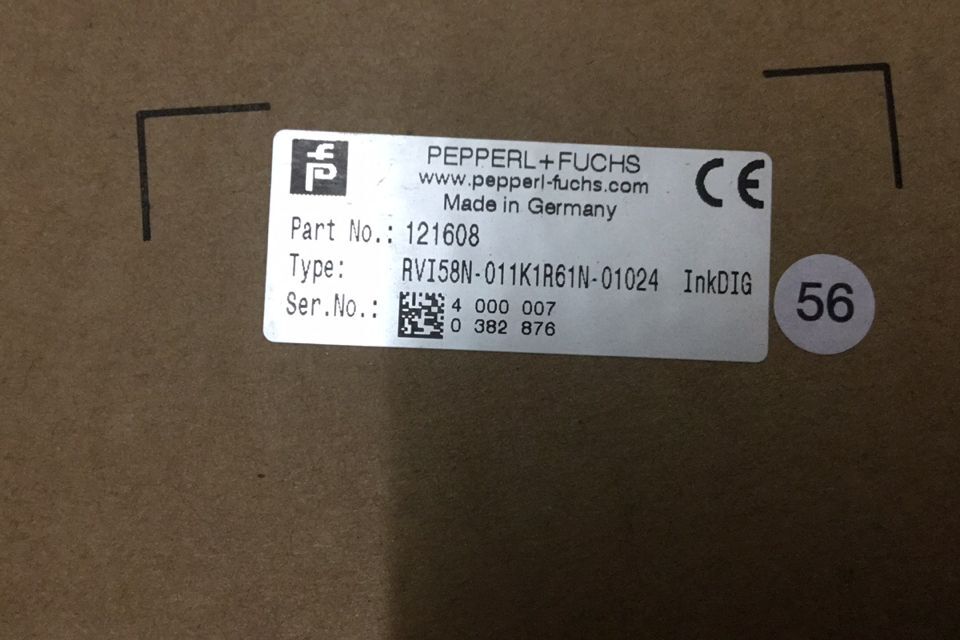 PEPPERL+FUCHS
www.pepperl-fuchs.com
Made in Germany
CE
Part No.: 121608
Type: RVI58N-011K1R61N-01024 InkDIG
Ser.No.: 4 000 007
0 382 876
56